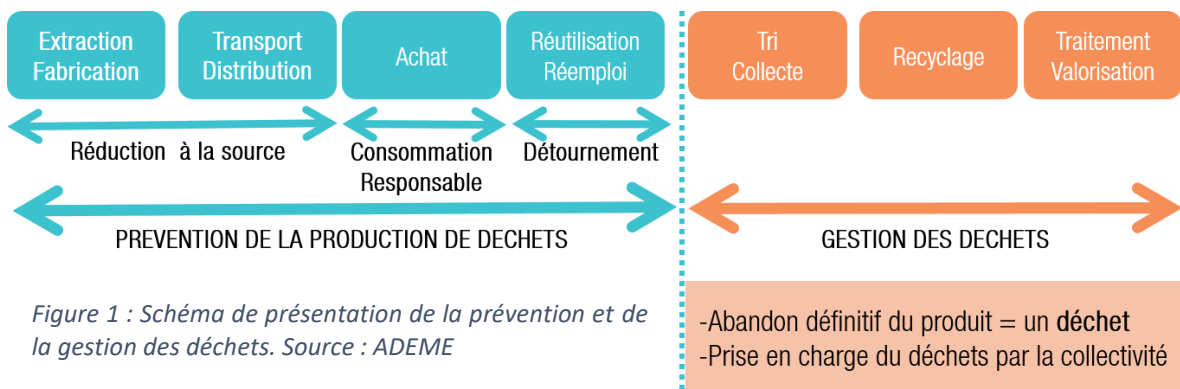 Extraction
Fabrication
Transport
Distribution
Achat
Réutilisation
Réemploi
Tri
Collecte
Recyclage
Traitement
Valorisation
Réduction à la source
Consommation
Responsable
Détournement
PREVENTION DE LA PRODUCTION DE DECHETS
GESTION DES DECHETS
Figure 1 : Schéma de présentation de la prévention et de
la gestion des déchets. Source : ADEME
-Abandon définitif du produit = un déchet
-Prise en charge du déchets par la collectivité